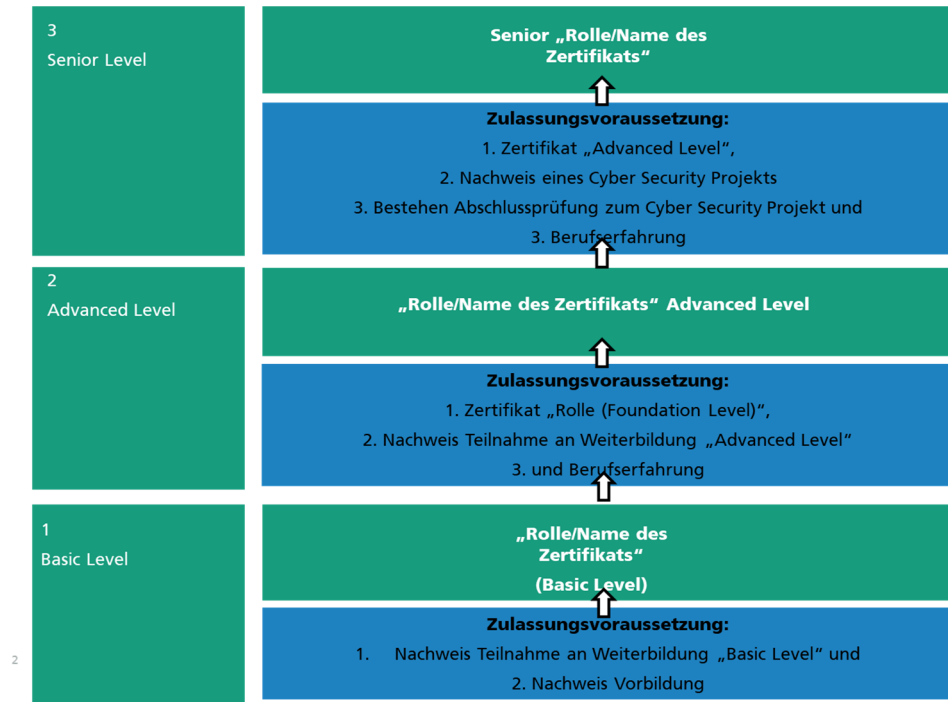 3
Senior Level
Senior „Rolle/Name des
Zertifikats“
Zulassungsvoraussetzung:
1. Zertifikat „Advanced Level“,
2. Nachweis eines Cyber Security Projekts
3. Bestehen Abschlussprüfung zum Cyber Security Projekt und
3. Berufserfahrung
2
Advanced Level
„Rolle/Name des Zertifikats“ Advanced Level
Zulassungsvoraussetzung:
1. Zertifikat „Rolle (Foundation Level)“,
2. Nachweis Teilnahme an Weiterbildung „Advanced Level“
3. und Berufserfahrung
1
Basic Level
„Rolle/Name des
Zertifikats“
(Basic Level)
Zulassungsvoraussetzung:
1. Nachweis Teilnahme an Weiterbildung „Basic Level“ und
2. Nachweis Vorbildung
2